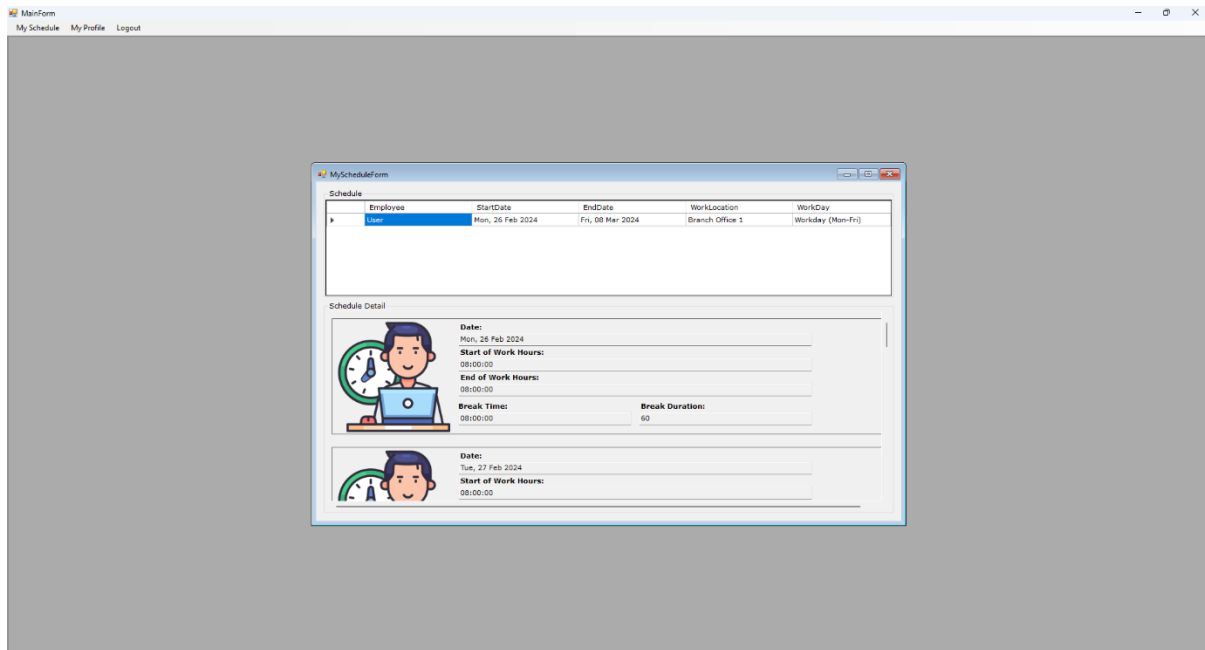 MainForm
My Schedule My Profile Logout
MyScheduleForm
Schedule
Employee StartDate EndDate WorkLocation WorkDay
User Mon, 26 Feb 2024 Fri, 08 Mar 2024 Branch Office 1 Workday (Mon-Fri)
Schedule Detail
Date:
Mon, 26 Feb 2024
Start of Work Hours:
08:00:00
End of Work Hours:
08:00:00
Break Time: Break Duration:
08:00:00 60
Date:
Tue, 27 Feb 2024
Start of Work Hours:
08:00:00